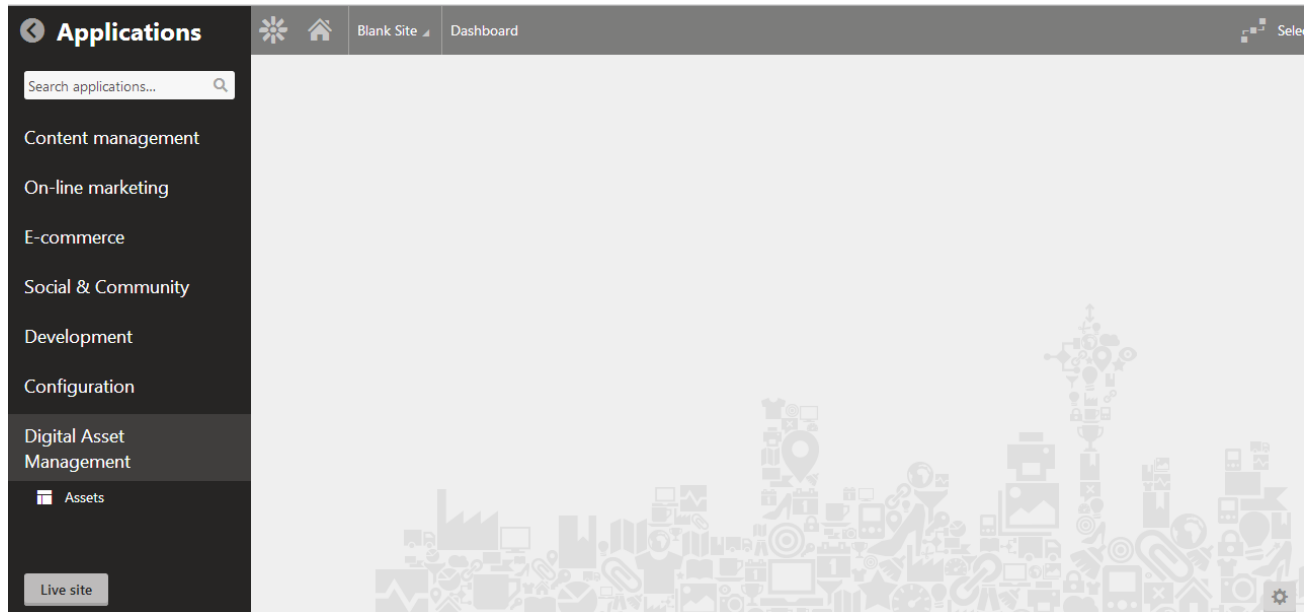 Applications
Blank Site
Dashboard
Search applications...
Content management
On-line marketing
E-commerce
Social & Community
Development
Configuration
Digital Asset
Management
Assets
Live site